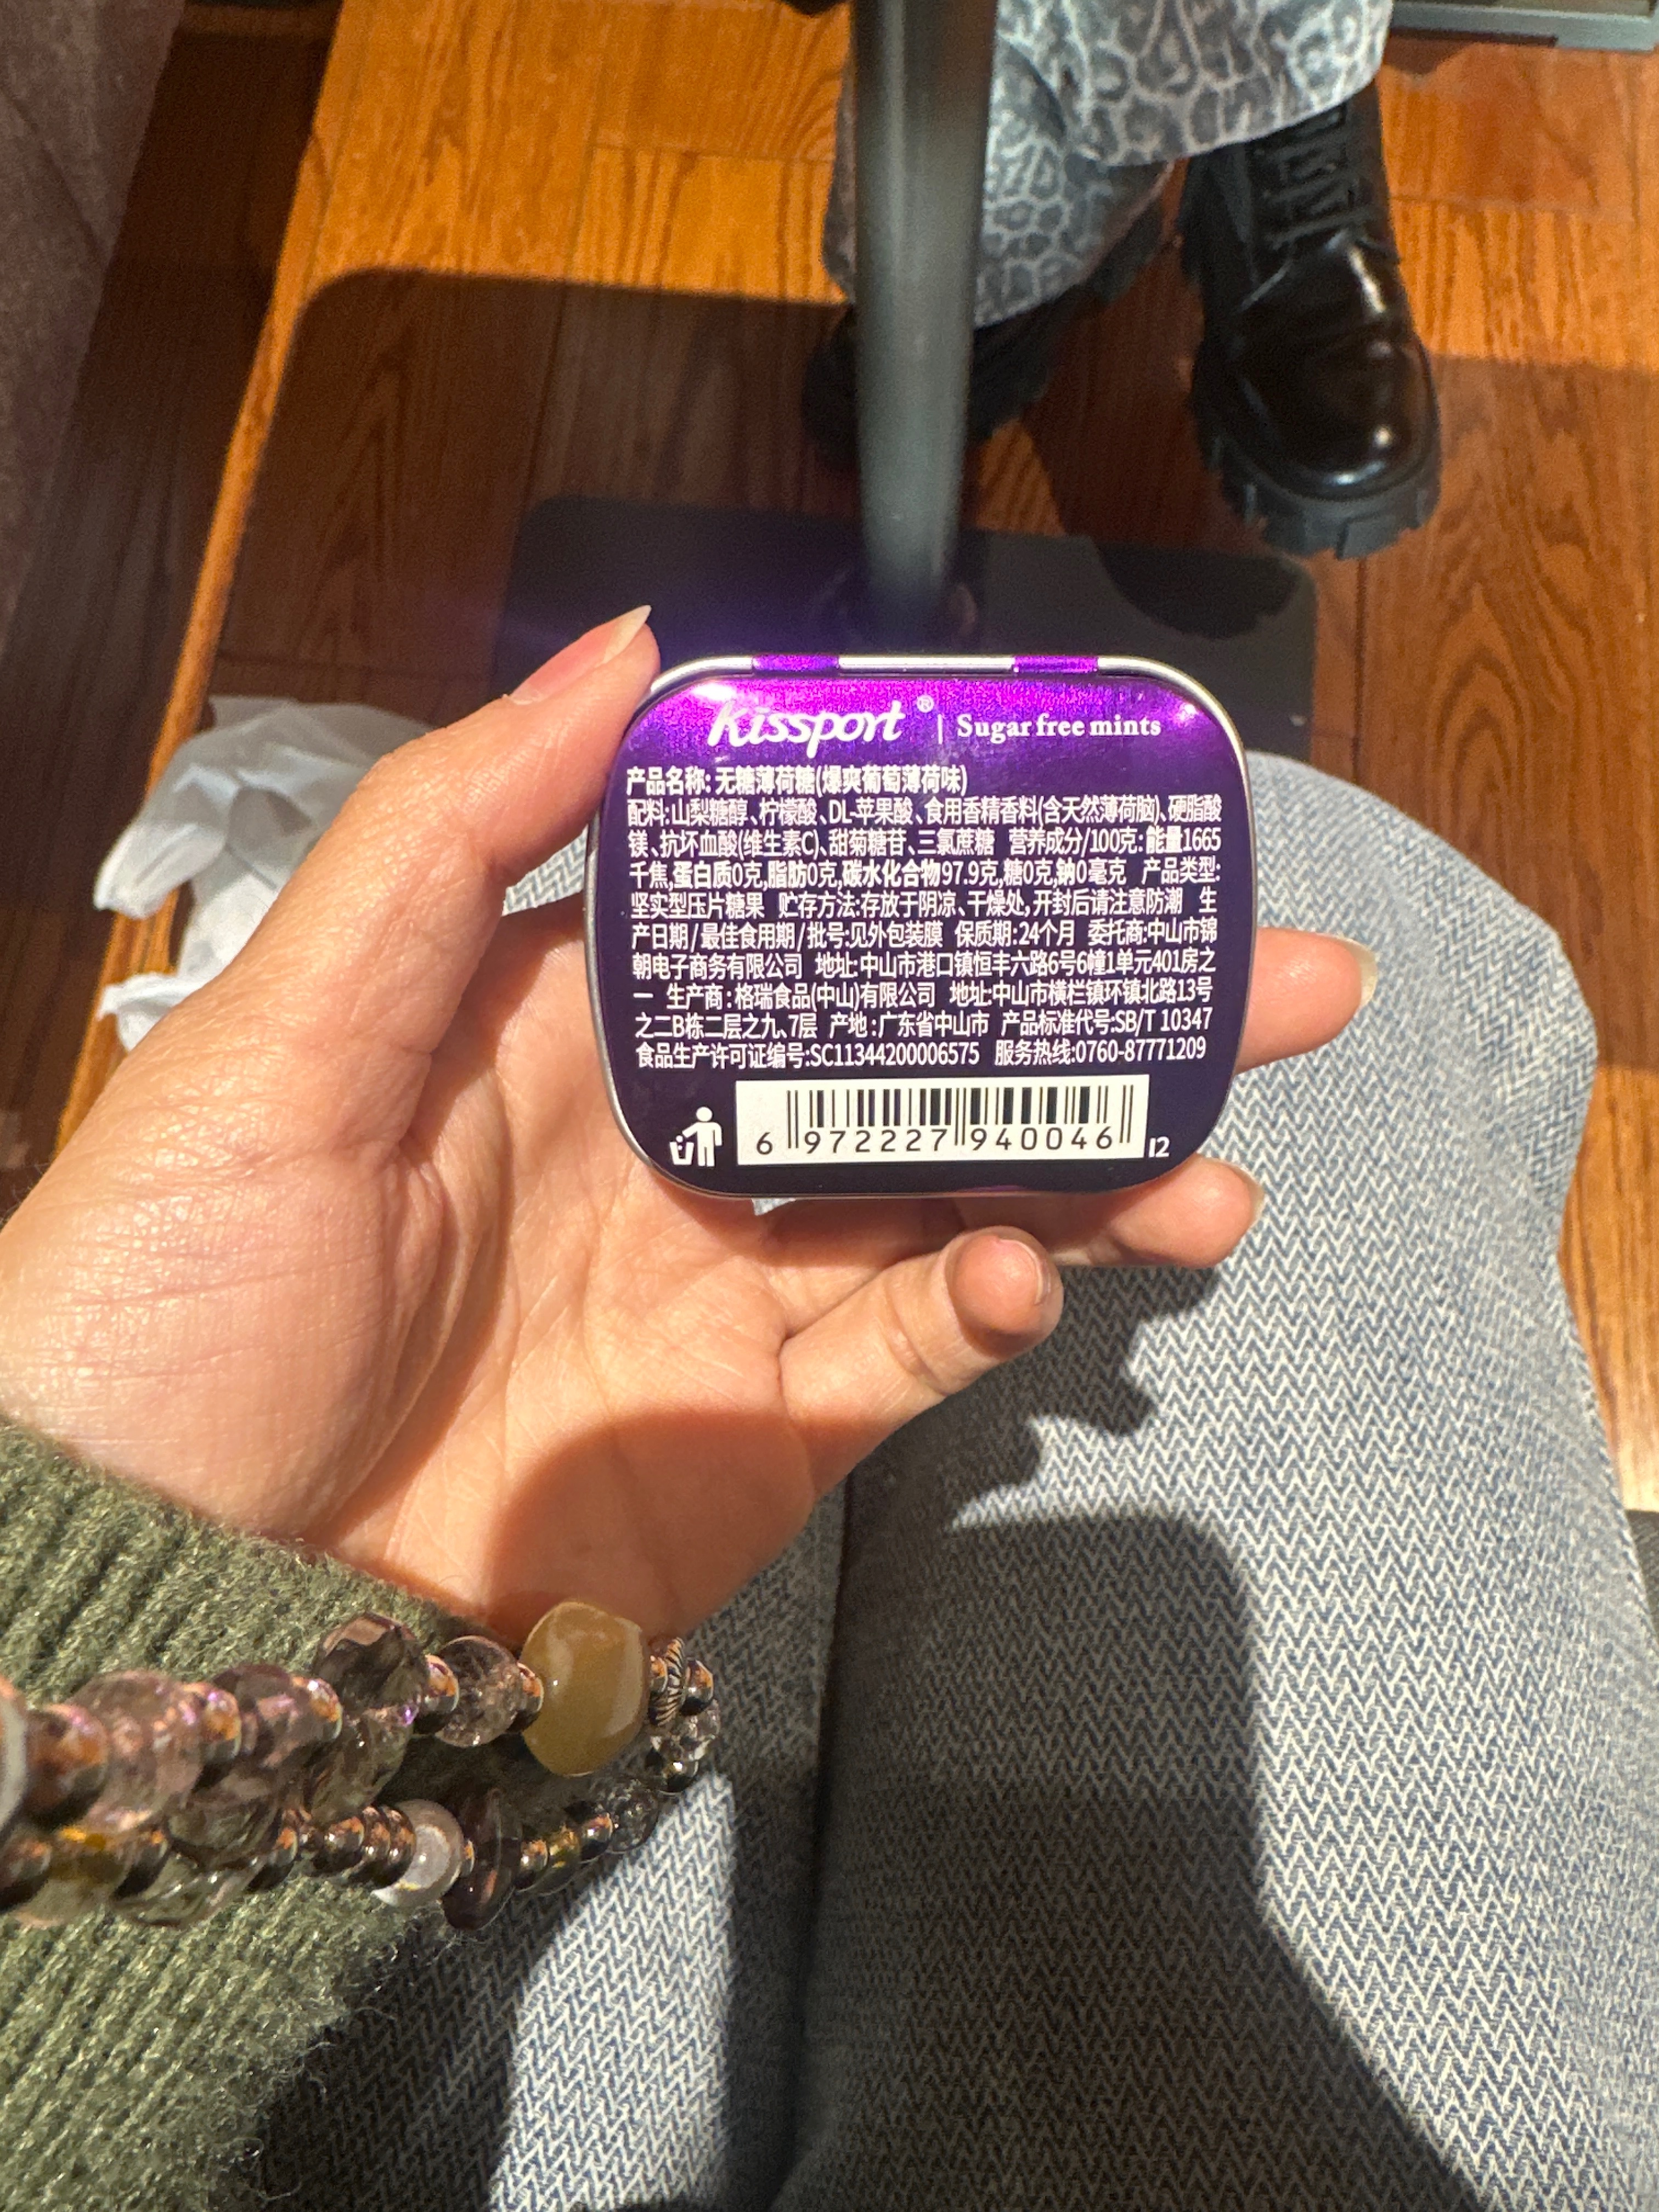 kissport® | Sugar free mints
产品名称: 无糖薄荷糖(爆爽葡萄薄荷味)
配料:山梨糖醇、柠檬酸、DL-苹果酸、食用香精香料(含天然薄荷脑)、硬脂酸
镁、抗坏血酸(维生素C)、甜菊糖苷、三氯蔗糖 营养成分/100克: 能量1665
千焦,蛋白质0克,脂肪0克,碳水化合物97.9克,糖0克,鈉0毫克 产品类型:
坚实型压片糖果 贮存方法:存放于阴凉、干燥处,开封后请注意防潮 生
产日期/最佳食用期/批号:见外包装膜 保质期:24个月 委托商:中山市锦
朝电子商务有限公司 地址:中山市港口镇恒丰六路6号6幢1单元401房之
一 生产商:格瑞食品(中山)有限公司 地址:中山市横栏镇环镇北路13号
之二B栋二层之九、7层 产地:广东省中山市 产品标准代号:SB/T 10347
食品生产许可证编号:SC11344200006575 服务热线:0760-87771209
6 972227 940046
12